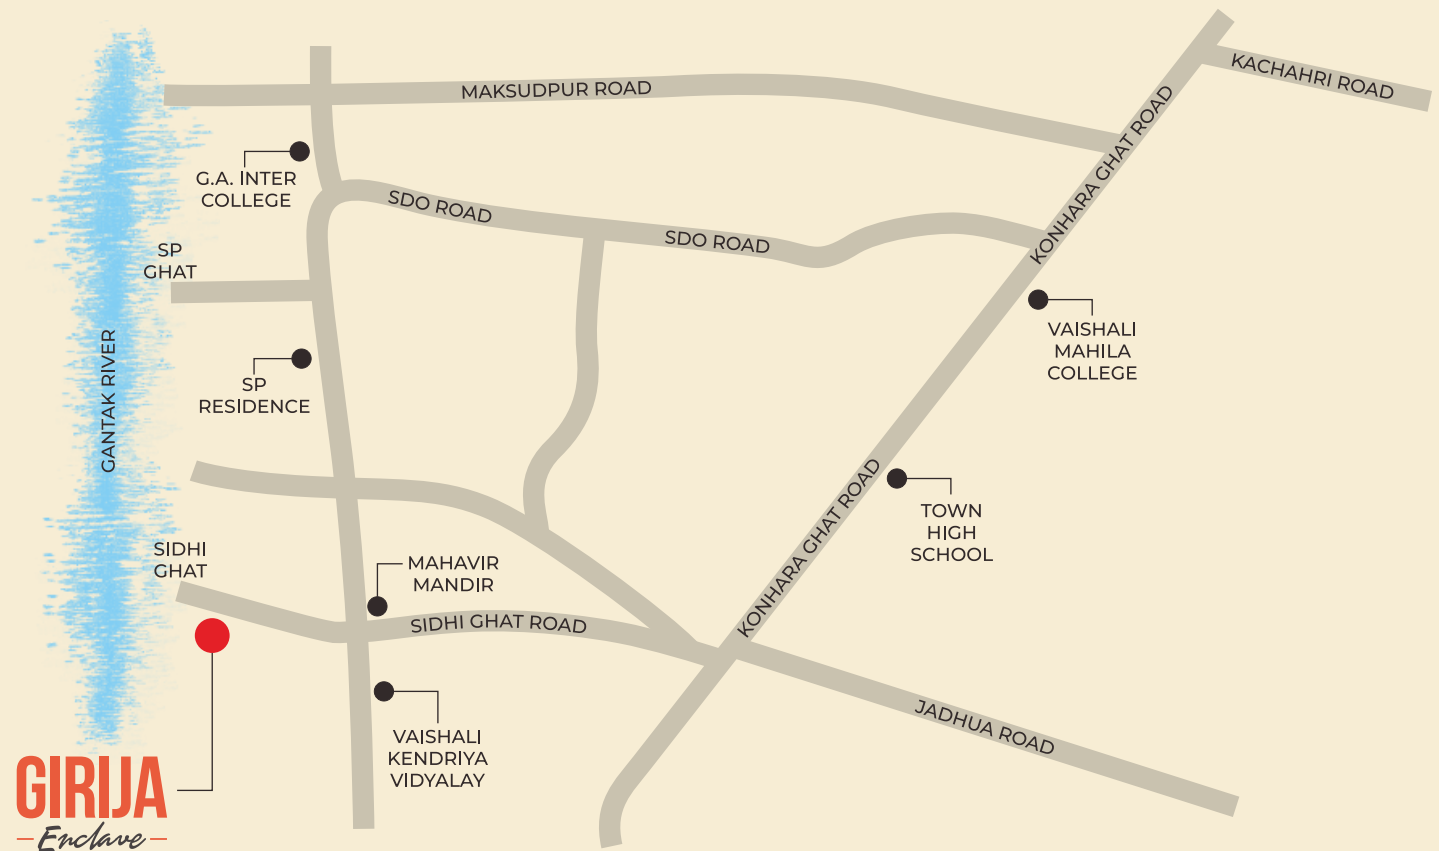 KACHAHRI ROAD
MAKSUDPUR ROAD
KONHARA GHAT ROAD
G.A. INTER
COLLEGE
SDO ROAD
SDO ROAD
SP
GHAT
VAISHALI
MAHILA
COLLEGE
GANTAK RIVER
SP
RESIDENCE
KONHARA GHAT ROAD
TOWN
HIGH
SCHOOL
SIDHI
GHAT
MAHAVIR
MANDIR
SIDHI GHAT ROAD
JADHUA ROAD
VAISHALI
KENDRIYA
VIDYALAY
GIRIJA
Enclave